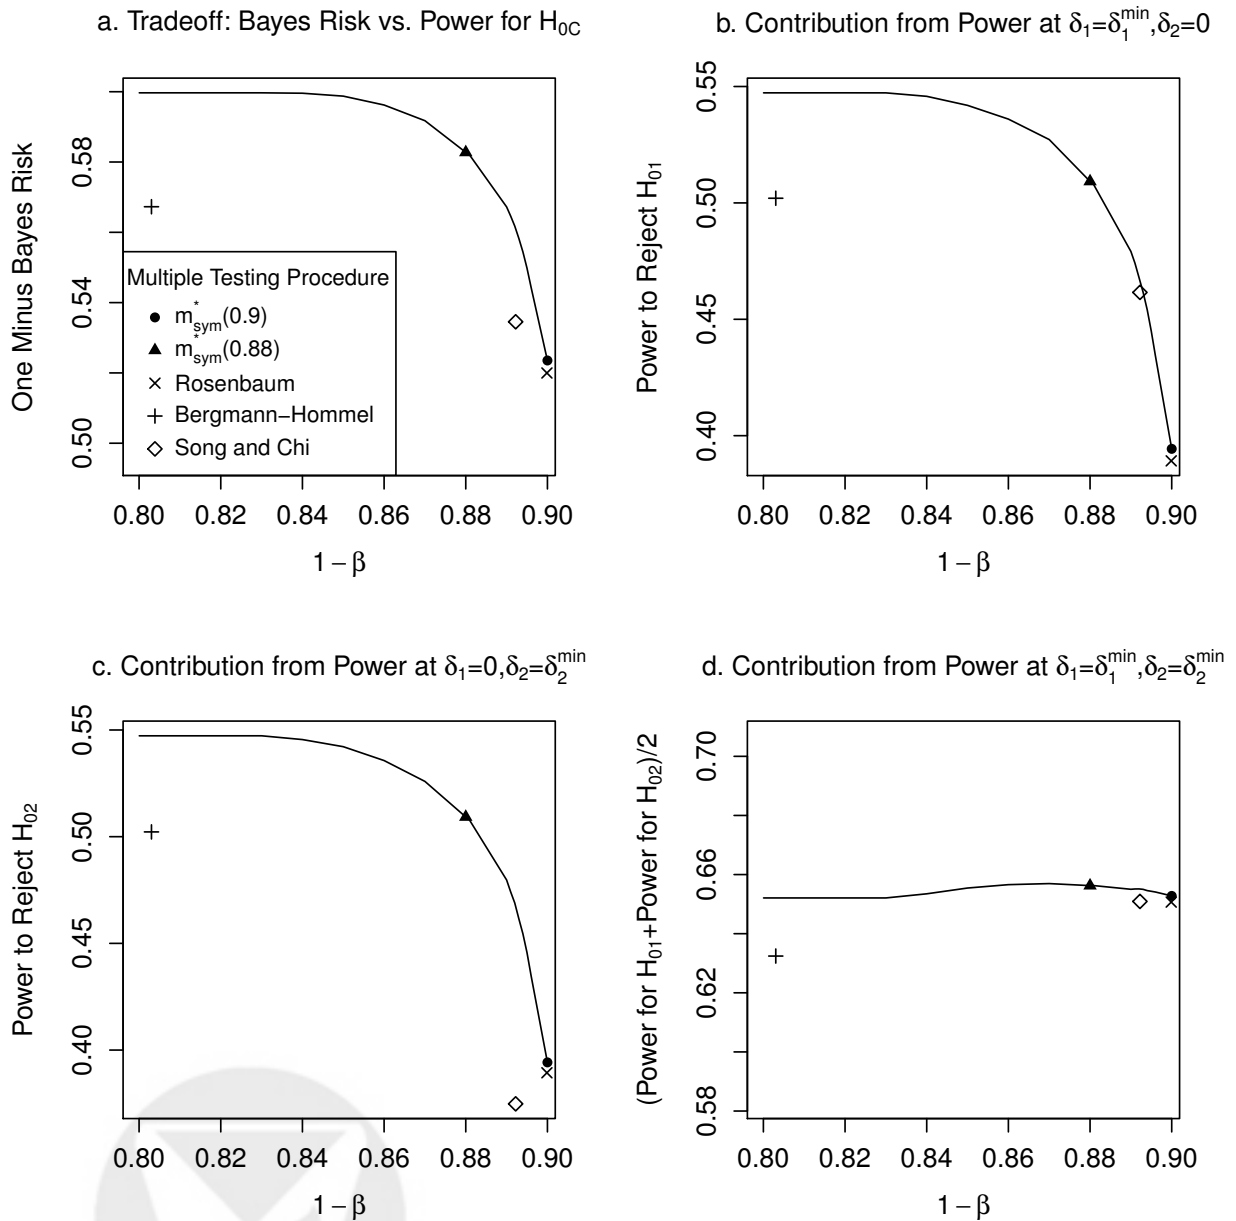 a. Tradeoff: Bayes Risk vs. Power for H0C
One Minus Bayes Risk
0.58
0.54
0.50
Multiple Testing Procedure
m*sym(0.9)
m*sym(0.88)
Rosenbaum
Bergmann−Hommel
Song and Chi
0.80 0.82 0.84 0.86 0.88 0.90
1 − β
b. Contribution from Power at δ1=δ1min,δ2=0
Power to Reject H01
0.55
0.50
0.45
0.40
0.80 0.82 0.84 0.86 0.88 0.90
1 − β
c. Contribution from Power at δ1=0,δ2=δ2min
Power to Reject H02
0.55
0.50
0.45
0.40
0.80 0.82 0.84 0.86 0.88 0.90
1 − β
d. Contribution from Power at δ1=δ1min,δ2=δ2min
(Power for H01+Power for H02)/2
0.70
0.66
0.62
0.58
0.80 0.82 0.84 0.86 0.88 0.90
1 − β